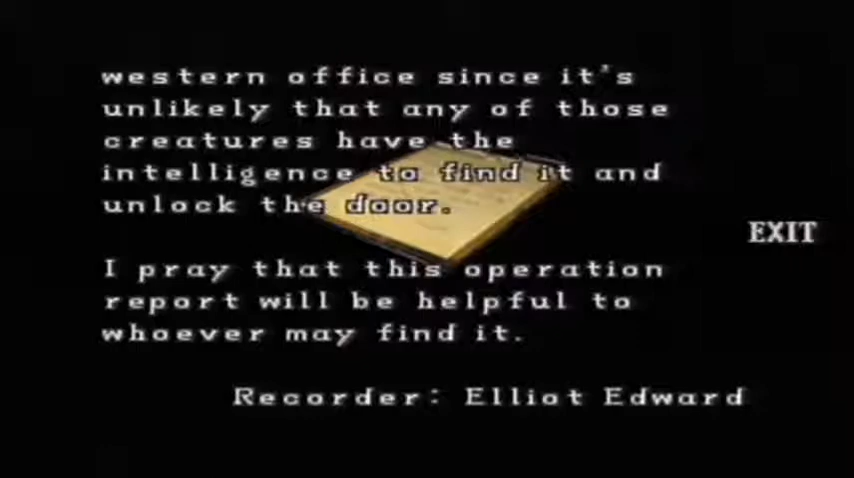 western office since it's
unlikely that any of those
creatures have the
intelligence to find it and
unlock the door.
EXIT
I pray that this operation
report will be helpful to
whoever may find it.
Recorder: Elliot Edward